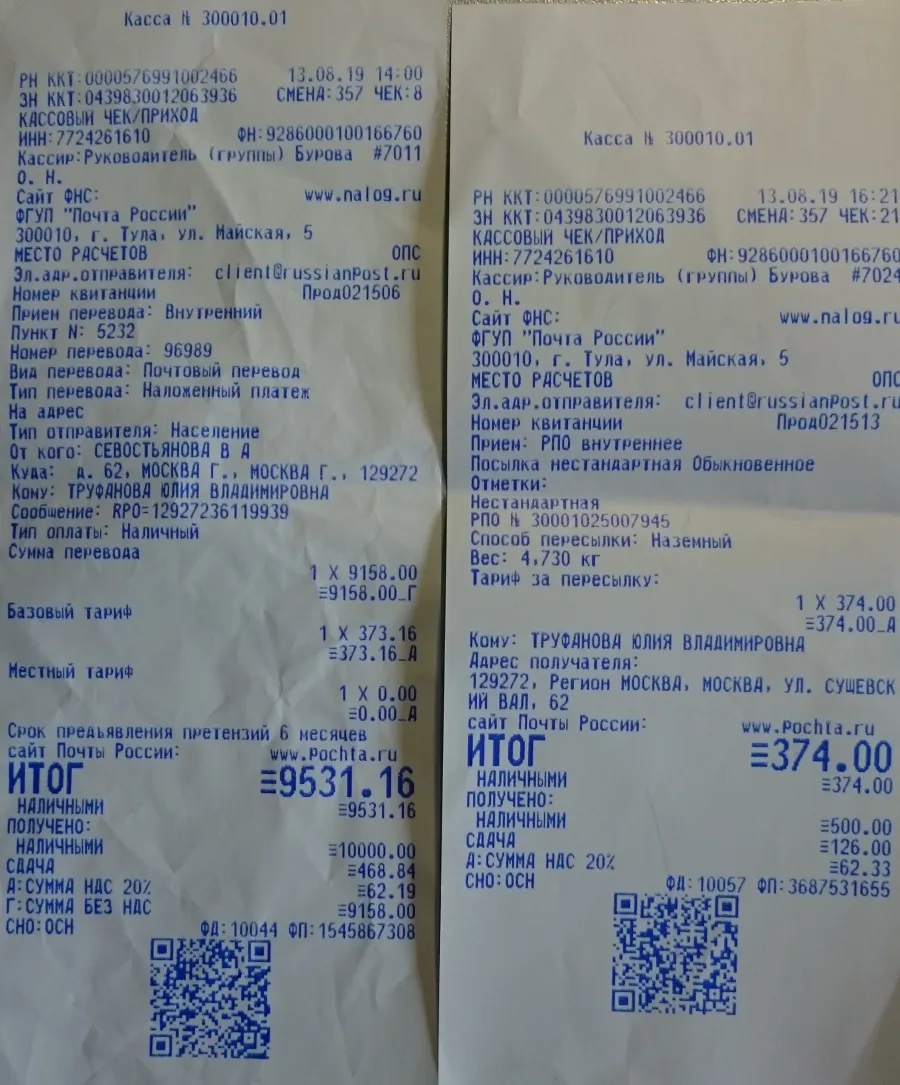 Касса № 300010.01
РН ККТ:0000576991002466 13.08.19 14:00
ЗН ККТ:0439830012063936 СМЕНА:357 ЧЕК:8
КАССОВЫЙ ЧЕК/ПРИХОД
ИНН:7724261610 ФН:9286000100166760
Кассир:Руководитель (группы) Бурова #7011
О. Н.
Сайт ФНС: www.nalog.ru
ФГУП "Почта России"
300010, г. Тула, ул. Майская, 5
МЕСТО РАСЧЕТОВ ОПС
Эл.адр.отправителя: client@russianPost.ru
Номер квитанции Прод021506
Прием перевода: Внутренний
Пункт N: 5232
Номер перевода: 96989
Вид перевода: Почтовый перевод
Тип перевода: Наложенный платеж
На адрес
Тип отправителя: Население
От кого: СЕВОСТЬЯНОВА В А
Куда: д. 62, МОСКВА Г., МОСКВА Г., 129272
Кому: ТРУФАНОВА ЮЛИЯ ВЛАДИМИРОВНА
Сообщение: RPO=12927236119939
Тип оплаты: Наличный
Сумма перевода
1 X 9158.00
≡9158.00_Г
Базовый тариф
1 X 373.16
≡373.16_А
Местный тариф
1 X 0.00
≡0.00_А
Срок предъявления претензий 6 месяцев
сайт Почты России: www.Pochta.ru
ИТОГ ≡9531.16
НАЛИЧНЫМИ ≡9531.16
ПОЛУЧЕНО:
НАЛИЧНЫМИ ≡10000.00
СДАЧА ≡468.84
А:СУММА НДС 20% ≡62.19
Г:СУММА БЕЗ НДС ≡9158.00
СНО:ОСН ФД:10044 ФП:1545867308
Касса № 300010.01
РН ККТ:0000576991002466 13.08.19 16:21
ЗН ККТ:0439830012063936 СМЕНА:357 ЧЕК:21
КАССОВЫЙ ЧЕК/ПРИХОД
ИНН:7724261610 ФН:9286000100166760
Кассир:Руководитель (группы) Бурова #7024
О. Н.
Сайт ФНС: www.nalog.ru
ФГУП "Почта России"
300010, г. Тула, ул. Майская, 5
МЕСТО РАСЧЕТОВ ОПС
Эл.адр.отправителя: client@russianPost.ru
Номер квитанции Прод021513
Прием: РПО внутреннее
Посылка нестандартная Обыкновенное
Отметки:
Нестандартная
РПО № 30001025007945
Способ пересылки: Наземный
Вес: 4,730 кг
Тариф за пересылку:
1 X 374.00
≡374.00_А
Кому: ТРУФАНОВА ЮЛИЯ ВЛАДИМИРОВНА
Адрес получателя:
129272, Регион МОСКВА, МОСКВА, УЛ. СУЩЕВСК
ИЙ ВАЛ, 62
сайт Почты России: www.Pochta.ru
ИТОГ ≡374.00
НАЛИЧНЫМИ ≡374.00
ПОЛУЧЕНО:
НАЛИЧНЫМИ ≡500.00
СДАЧА ≡126.00
А:СУММА НДС 20% ≡62.33
СНО:ОСН ФД:10057 ФП:3687531655